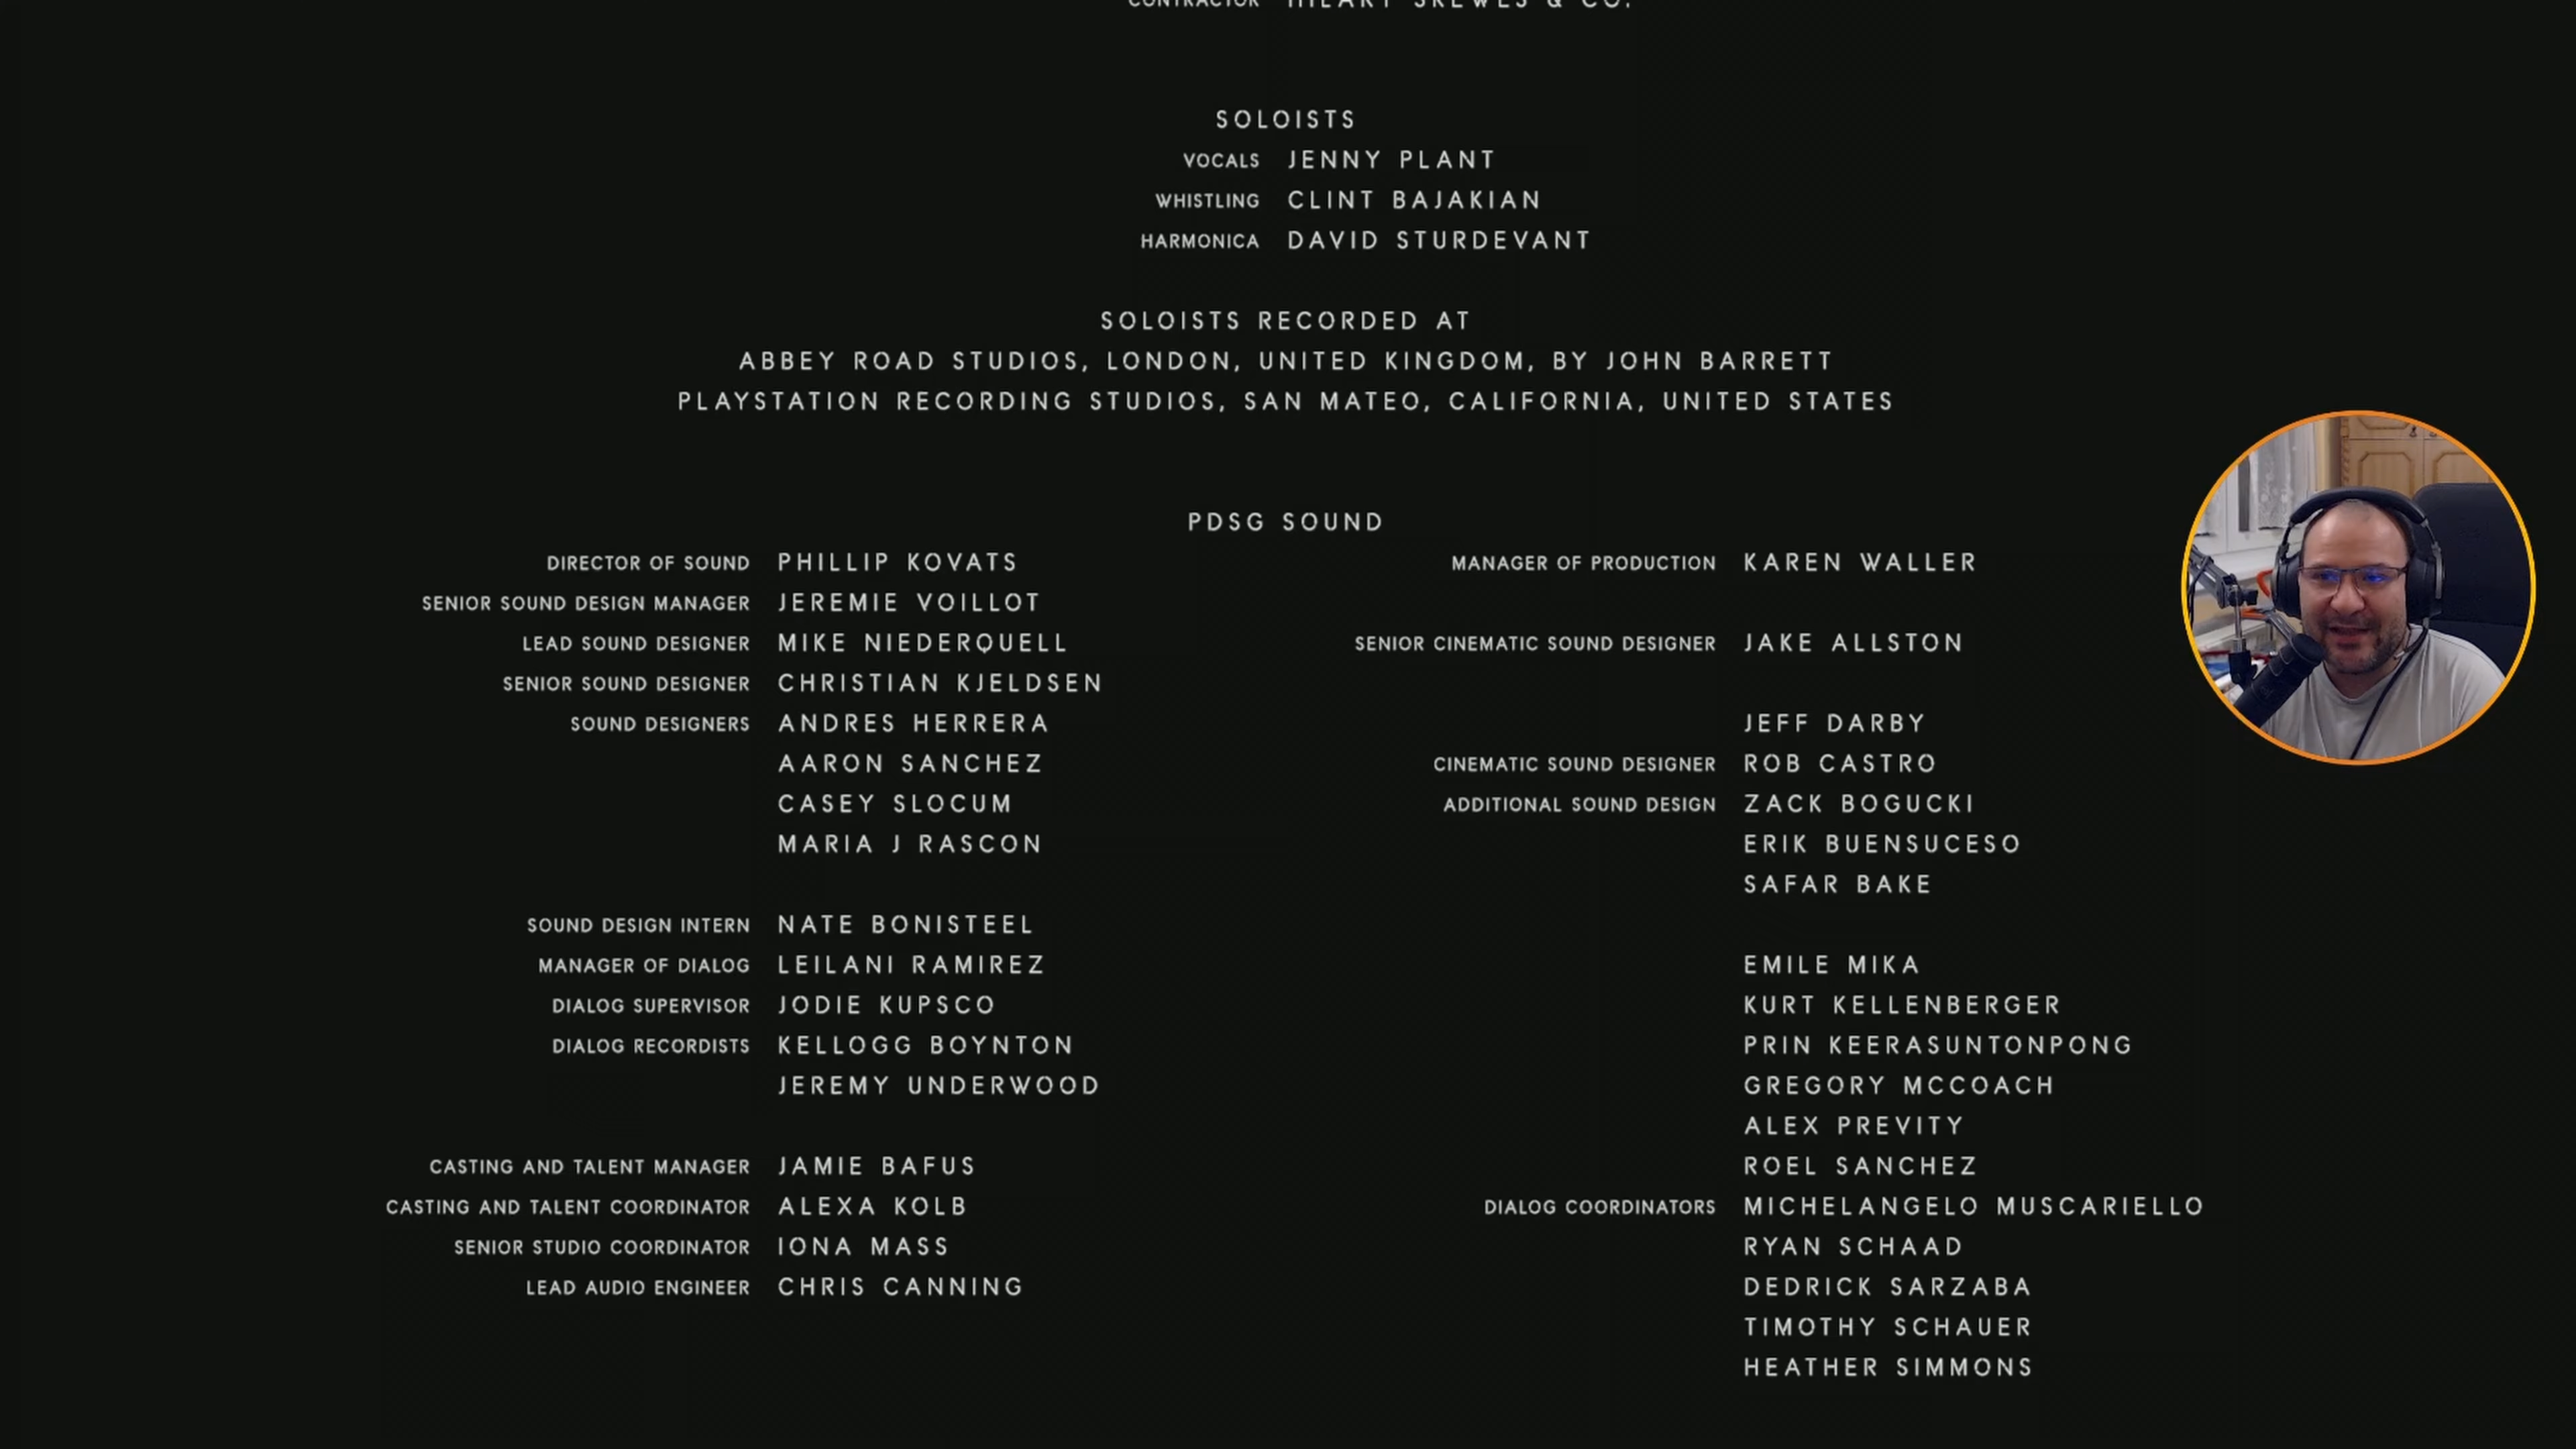 CONTRACTOR HILARY SKEWES & CO.
SOLOISTS
VOCALS JENNY PLANT
WHISTLING CLINT BAJAKIAN
HARMONICA DAVID STURDEVANT
SOLOISTS RECORDED AT
ABBEY ROAD STUDIOS, LONDON, UNITED KINGDOM, BY JOHN BARRETT
PLAYSTATION RECORDING STUDIOS, SAN MATEO, CALIFORNIA, UNITED STATES
PDSG SOUND
DIRECTOR OF SOUND PHILLIP KOVATS
SENIOR SOUND DESIGN MANAGER JEREMIE VOILLOT
LEAD SOUND DESIGNER MIKE NIEDERQUELL
SENIOR SOUND DESIGNER CHRISTIAN KJELDSEN
SOUND DESIGNERS ANDRES HERRERA
AARON SANCHEZ
CASEY SLOCUM
MARIA J RASCON
SOUND DESIGN INTERN NATE BONISTEEL
MANAGER OF DIALOG LEILANI RAMIREZ
DIALOG SUPERVISOR JODIE KUPSCO
DIALOG RECORDISTS KELLOGG BOYNTON
JEREMY UNDERWOOD
CASTING AND TALENT MANAGER JAMIE BAFUS
CASTING AND TALENT COORDINATOR ALEXA KOLB
SENIOR STUDIO COORDINATOR IONA MASS
LEAD AUDIO ENGINEER CHRIS CANNING
MANAGER OF PRODUCTION KAREN WALLER
SENIOR CINEMATIC SOUND DESIGNER JAKE ALLSTON
JEFF DARBY
CINEMATIC SOUND DESIGNER ROB CASTRO
ADDITIONAL SOUND DESIGN ZACK BOGUCKI
ERIK BUENSUCESO
SAFAR BAKE
EMILE MIKA
KURT KELLENBERGER
PRIN KEERASUNTONPONG
GREGORY MCCOACH
ALEX PREVITY
ROEL SANCHEZ
DIALOG COORDINATORS MICHELANGELO MUSCARIELLO
RYAN SCHAAD
DEDRICK SARZABA
TIMOTHY SCHAUER
HEATHER SIMMONS